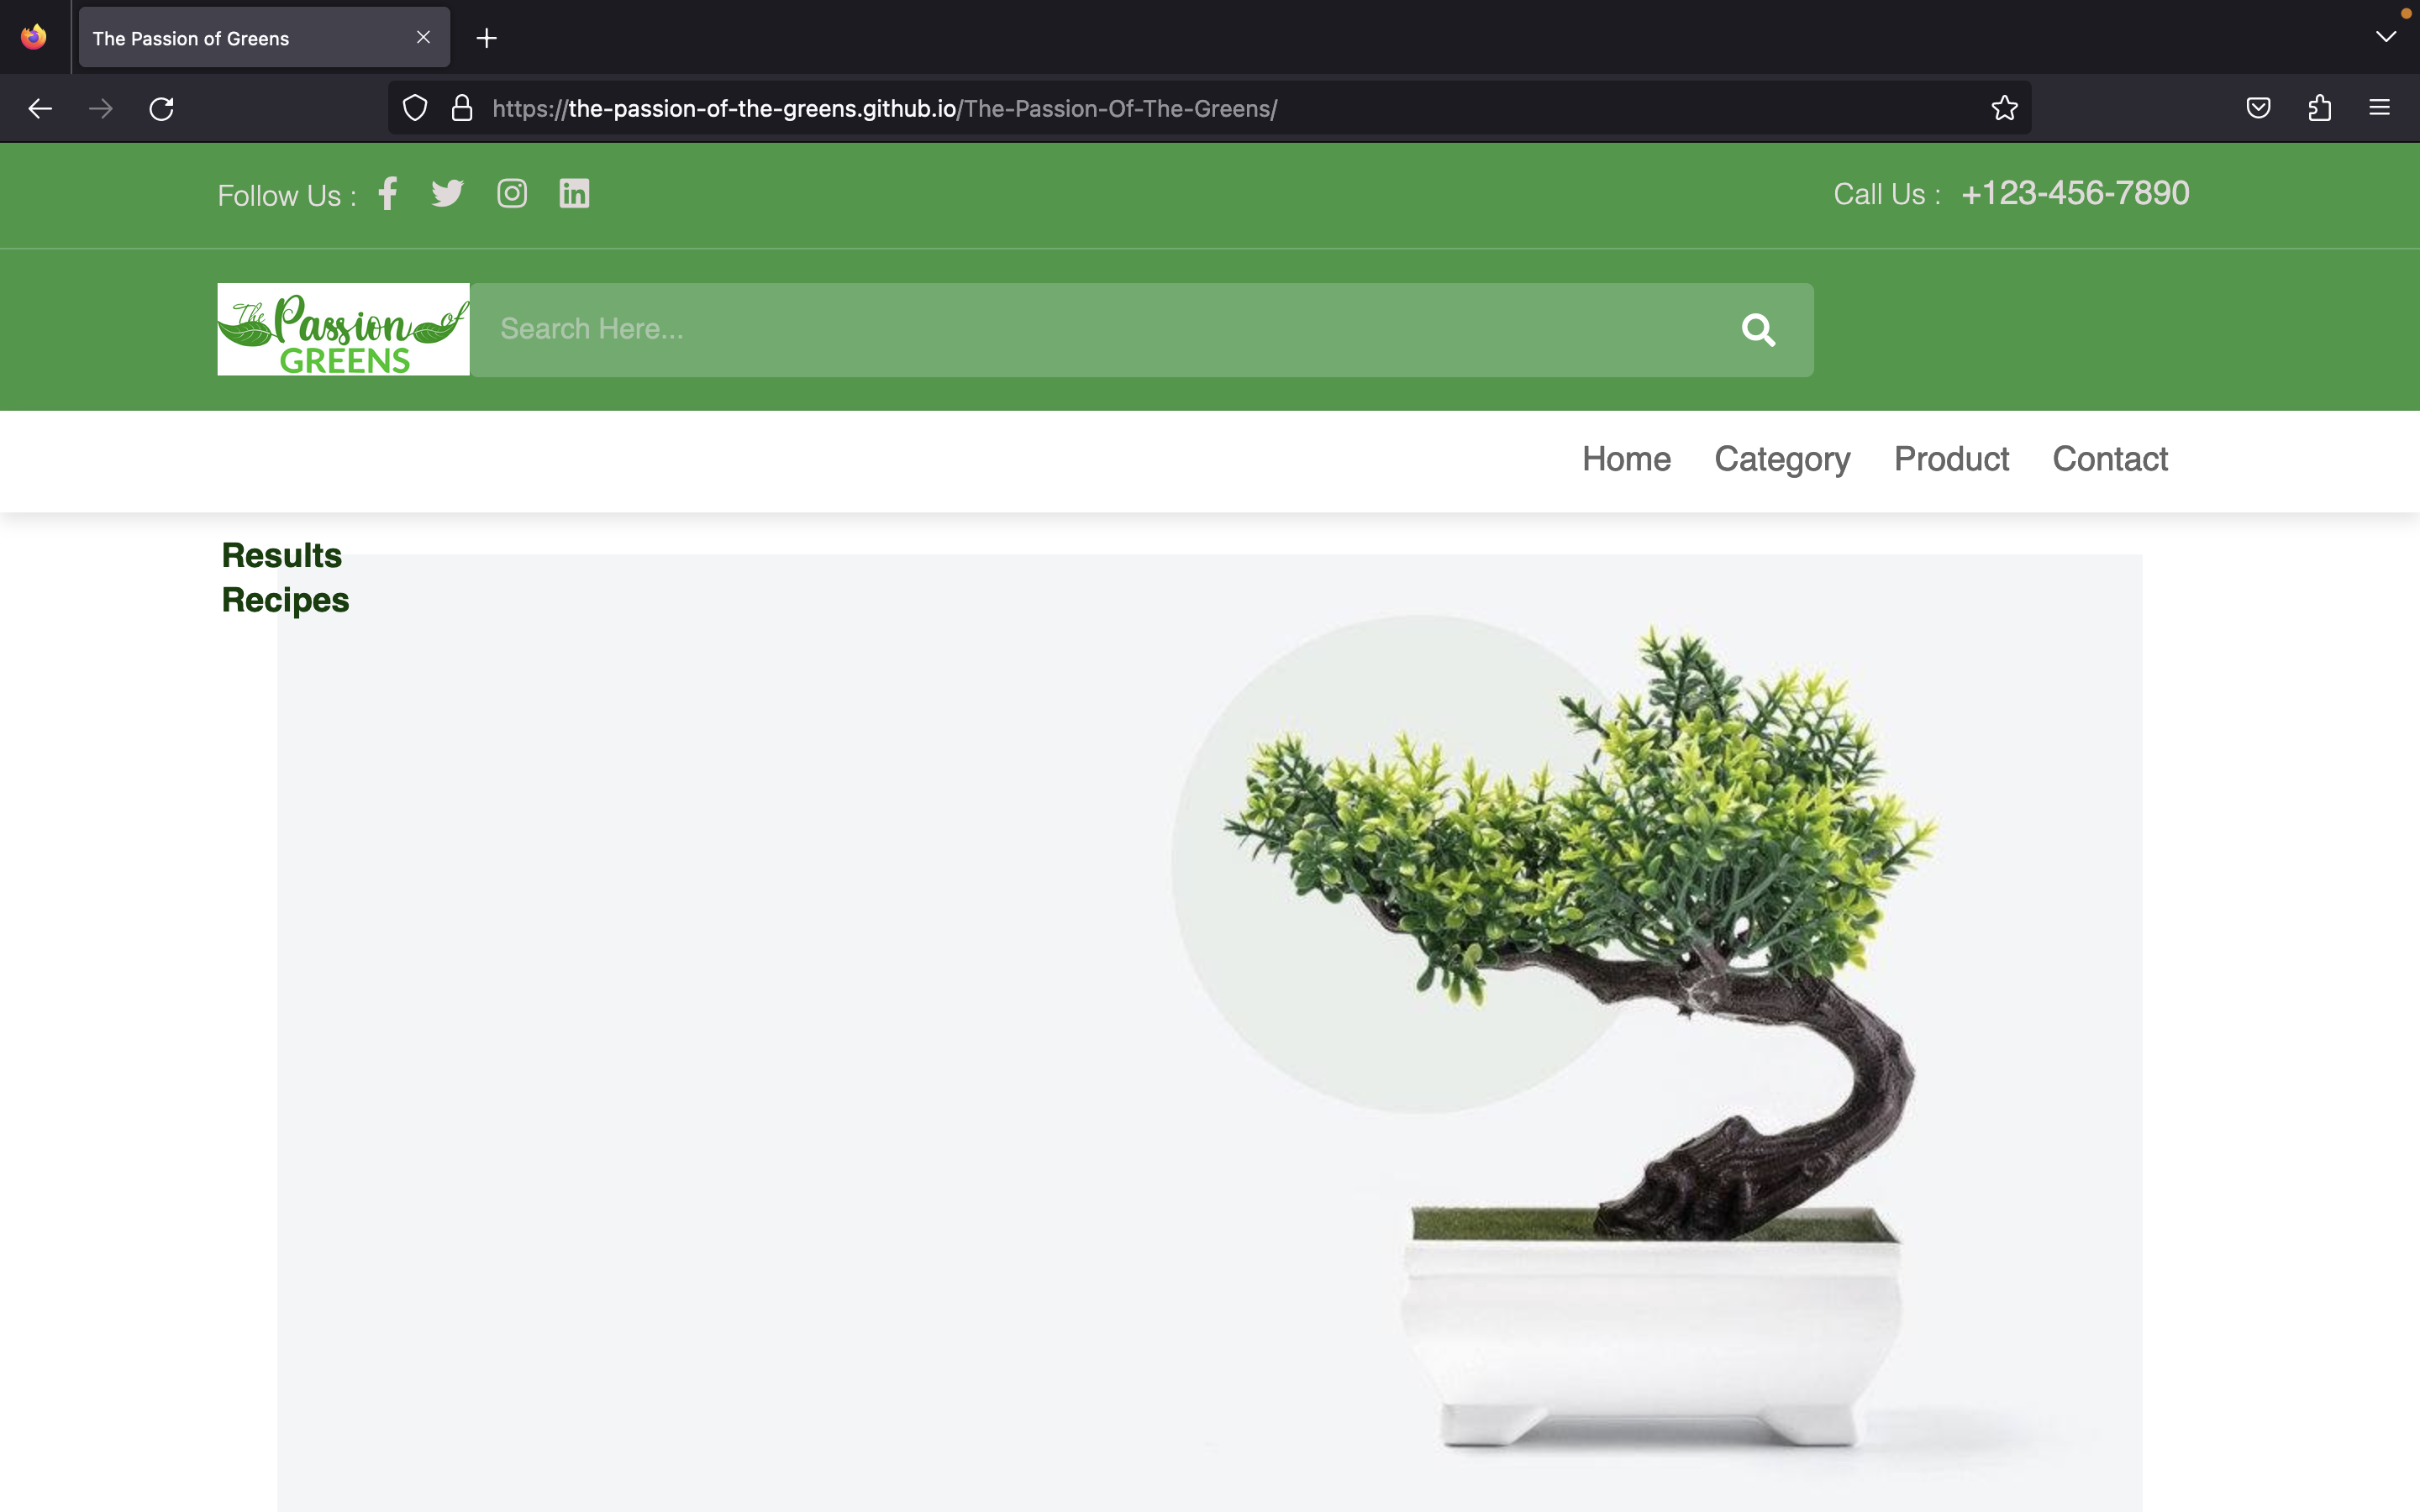 The Passion of Greens
https://the-passion-of-the-greens.github.io/The-Passion-Of-The-Greens/
Follow Us :
Call Us : +123-456-7890
The Passion of
GREENS
Search Here...
Home Category Product Contact
Results
Recipes